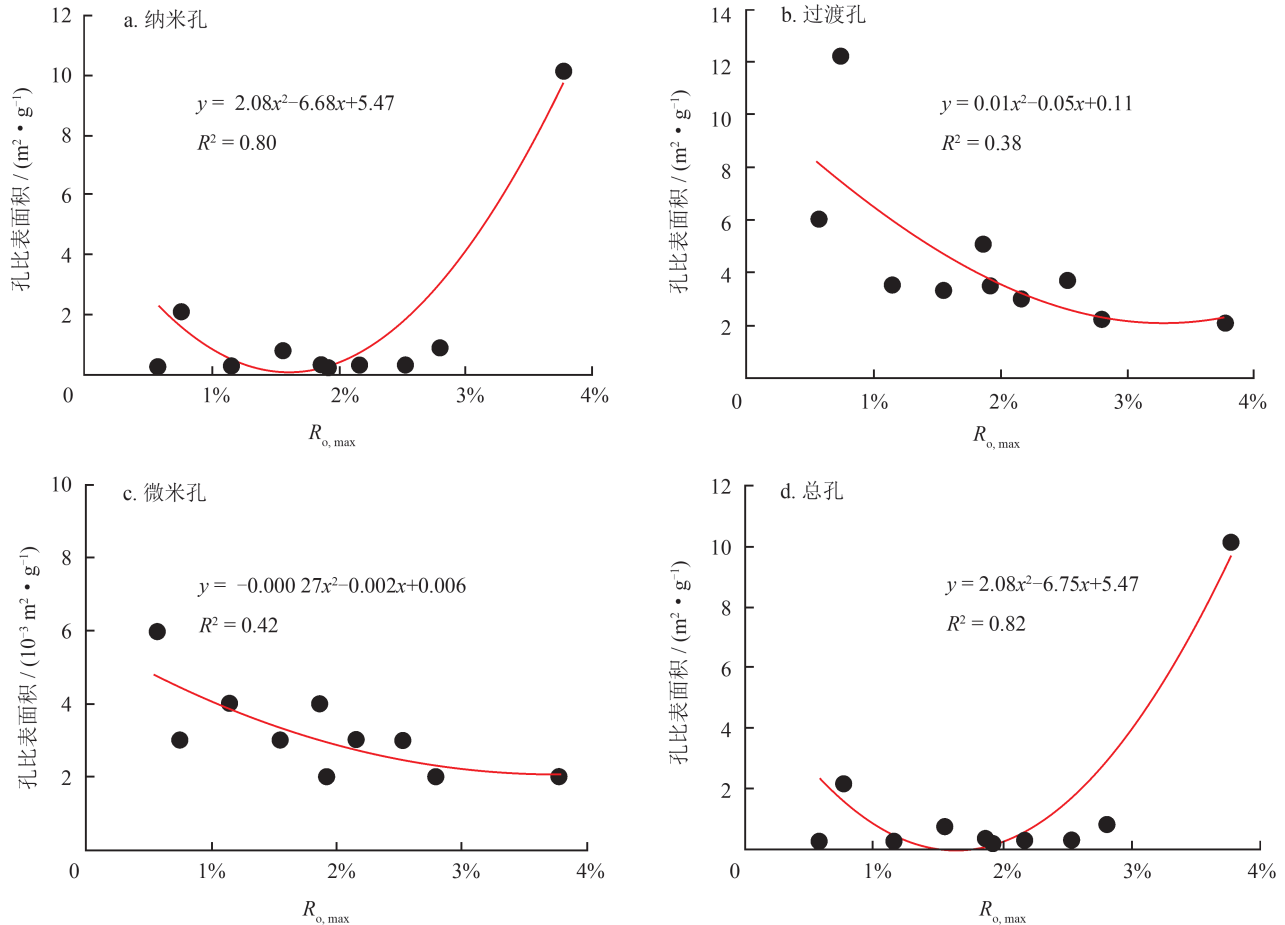 a. 纳米孔
y = 2.08x²−6.68x+5.47
R² = 0.80
孔比表面积 / (m²•g⁻¹)
12
10
8
6
4
2
0
1%
2%
3%
4%
Ro, max
b. 过渡孔
y = 0.01x²−0.05x+0.11
R² = 0.38
孔比表面积 / (m²•g⁻¹)
14
12
10
8
6
4
2
0
1%
2%
3%
4%
Ro, max
c. 微米孔
y = −0.000 27x²−0.002x+0.006
R² = 0.42
孔比表面积 / (10⁻³ m²•g⁻¹)
10
8
6
4
2
0
1%
2%
3%
4%
Ro, max
d. 总孔
y = 2.08x²−6.75x+5.47
R² = 0.82
孔比表面积 / (m²•g⁻¹)
12
10
8
6
4
2
0
1%
2%
3%
4%
Ro, max